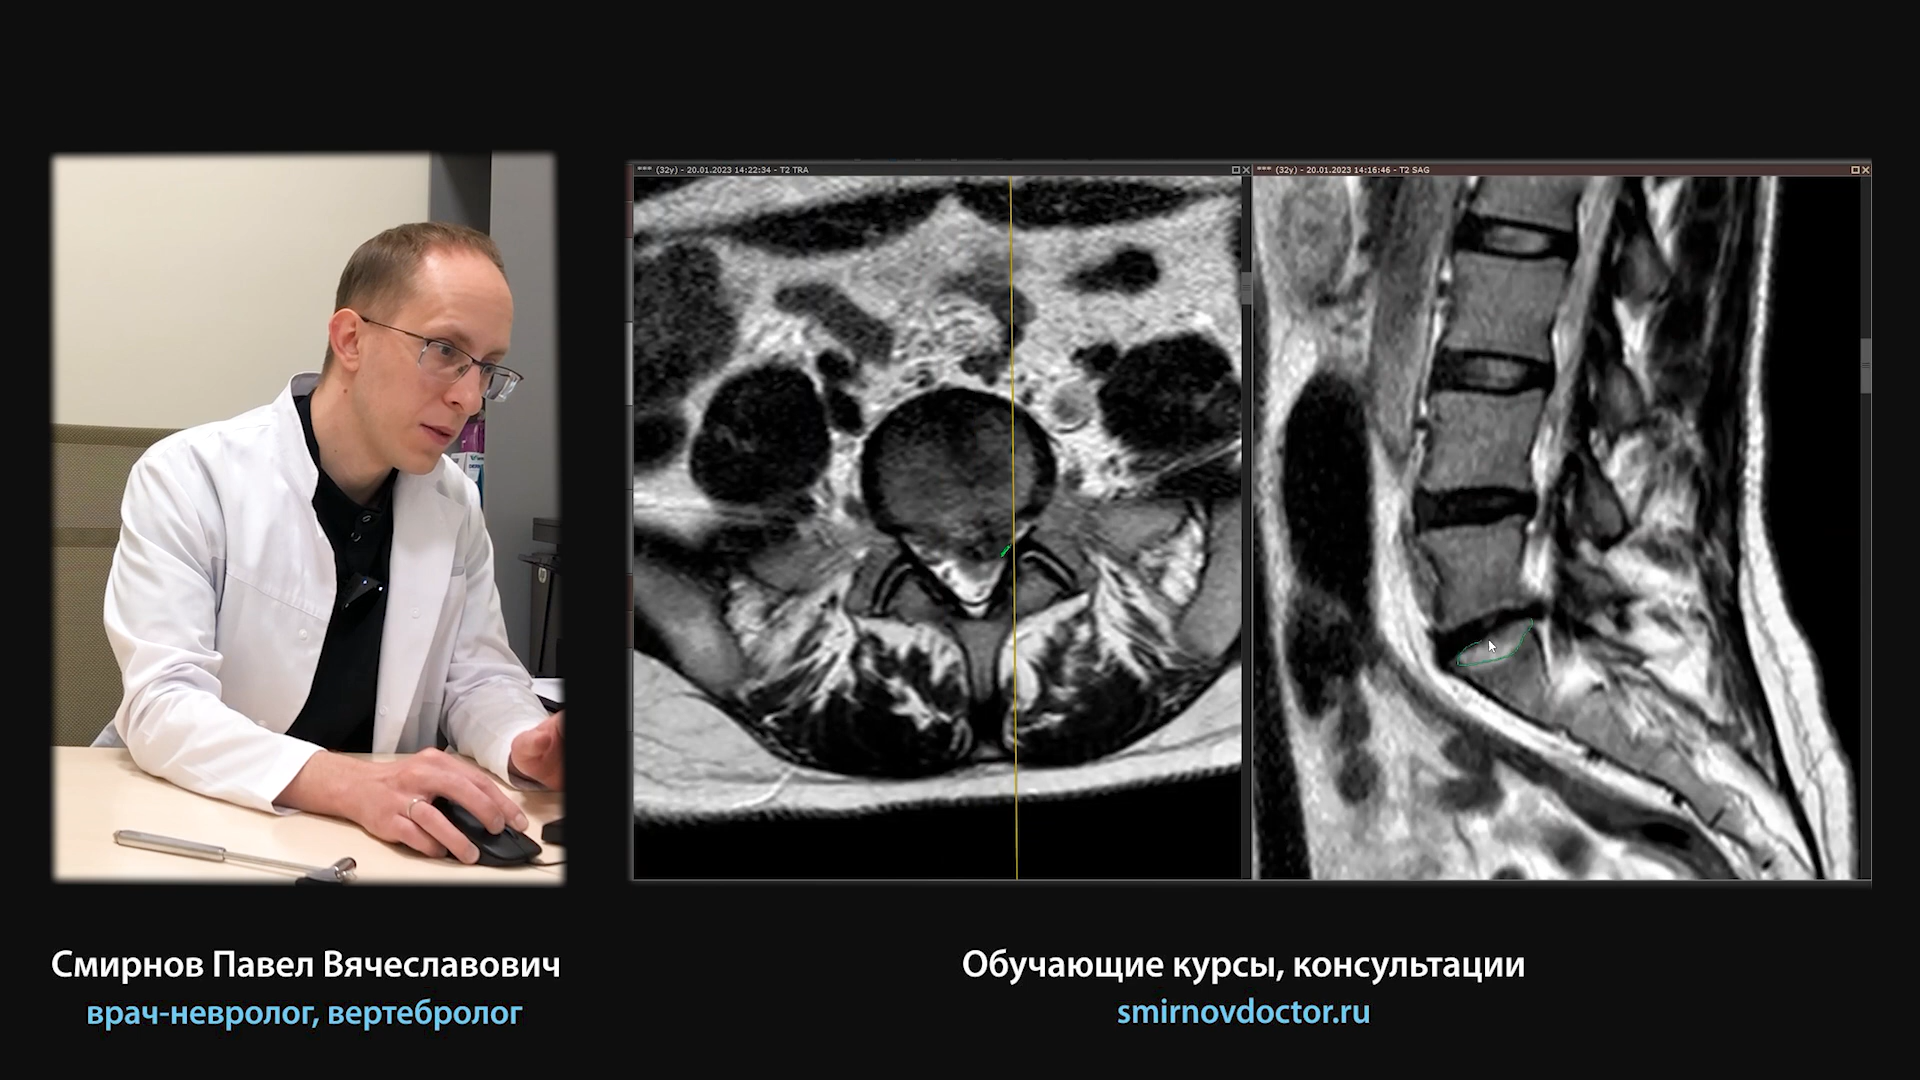 *** (32y) - 20.01.2023 14:22:34 - T2 TRA
*** (32y) - 20.01.2023 14:16:46 - T2 SAG
Смирнов Павел Вячеславович
врач-невролог, вертебролог
Обучающие курсы, консультации
smirnovdoctor.ru